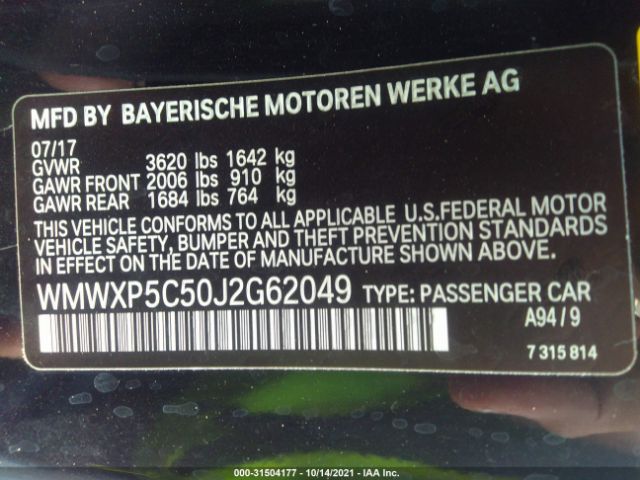 MFD BY BAYERISCHE MOTOREN WERKE AG
07/17
GVWR 3620 lbs 1642 kg
GAWR FRONT 2006 lbs 910 kg
GAWR REAR 1684 lbs 764 kg
THIS VEHICLE CONFORMS TO ALL APPLICABLE U.S.FEDERAL MOTOR
VEHICLE SAFETY, BUMPER AND THEFT PREVENTION STANDARDS
IN EFFECT ON THE DATE OF MANUFACTURE SHOWN ABOVE.
WMWXP5C50J2G62049 TYPE: PASSENGER CAR
A94/9
7 315 814
000-31504177 - 10/14/2021 - IAA Inc.